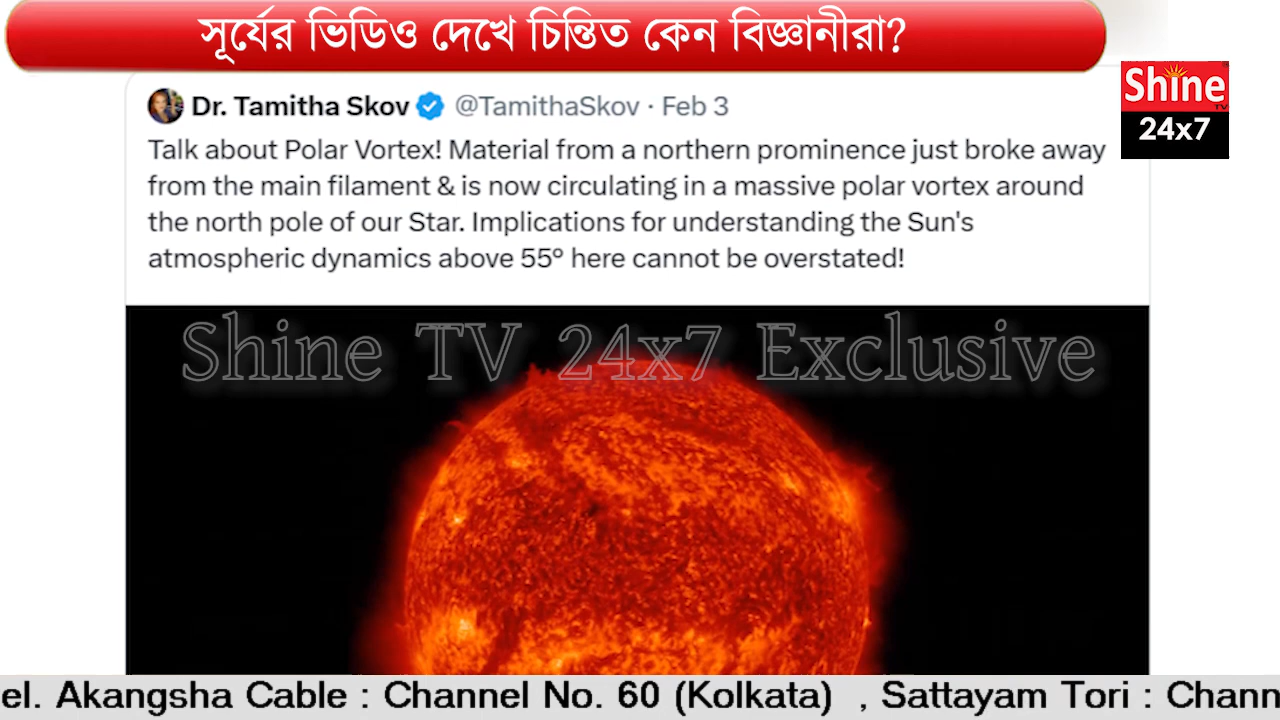 সূর্যের ভিডিও দেখে চিন্তিত কেন বিজ্ঞানীরা?
Shine
TV
24x7
Dr. Tamitha Skov @TamithaSkov · Feb 3
Talk about Polar Vortex! Material from a northern prominence just broke away
from the main filament & is now circulating in a massive polar vortex around
the north pole of our Star. Implications for understanding the Sun's
atmospheric dynamics above 55° here cannot be overstated!
Shine TV 24x7 Exclusive
el. Akangsha Cable : Channel No. 60 (Kolkata) , Sattayam Tori : Chann